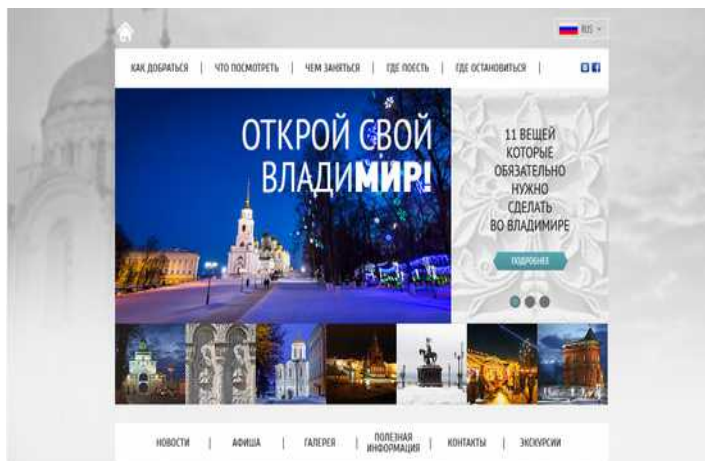 RUS
КАК ДОБРАТЬСЯ | ЧТО ПОСМОТРЕТЬ | ЧЕМ ЗАНЯТЬСЯ | ГДЕ ПОЕСТЬ | ГДЕ ОСТАНОВИТЬСЯ |
ОТКРОЙ СВОЙ
ВЛАДИМИР!
11 ВЕЩЕЙ
КОТОРЫЕ
ОБЯЗАТЕЛЬНО
НУЖНО
СДЕЛАТЬ
ВО ВЛАДИМИРЕ
ПОДРОБНЕЕ
НОВОСТИ | АФИША | ГАЛЕРЕЯ | ПОЛЕЗНАЯ ИНФОРМАЦИЯ | КОНТАКТЫ | ЭКСКУРСИИ